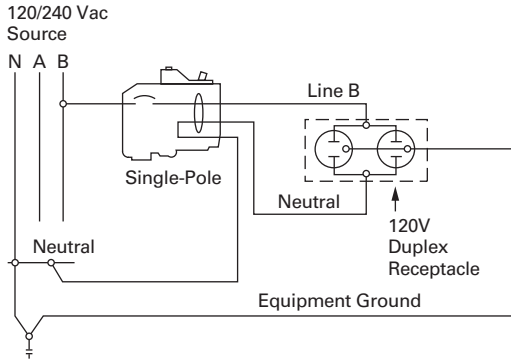 120/240 Vac
Source
N A B
Line B
Single-Pole
Neutral
120V
Duplex
Receptacle
Neutral
Equipment Ground